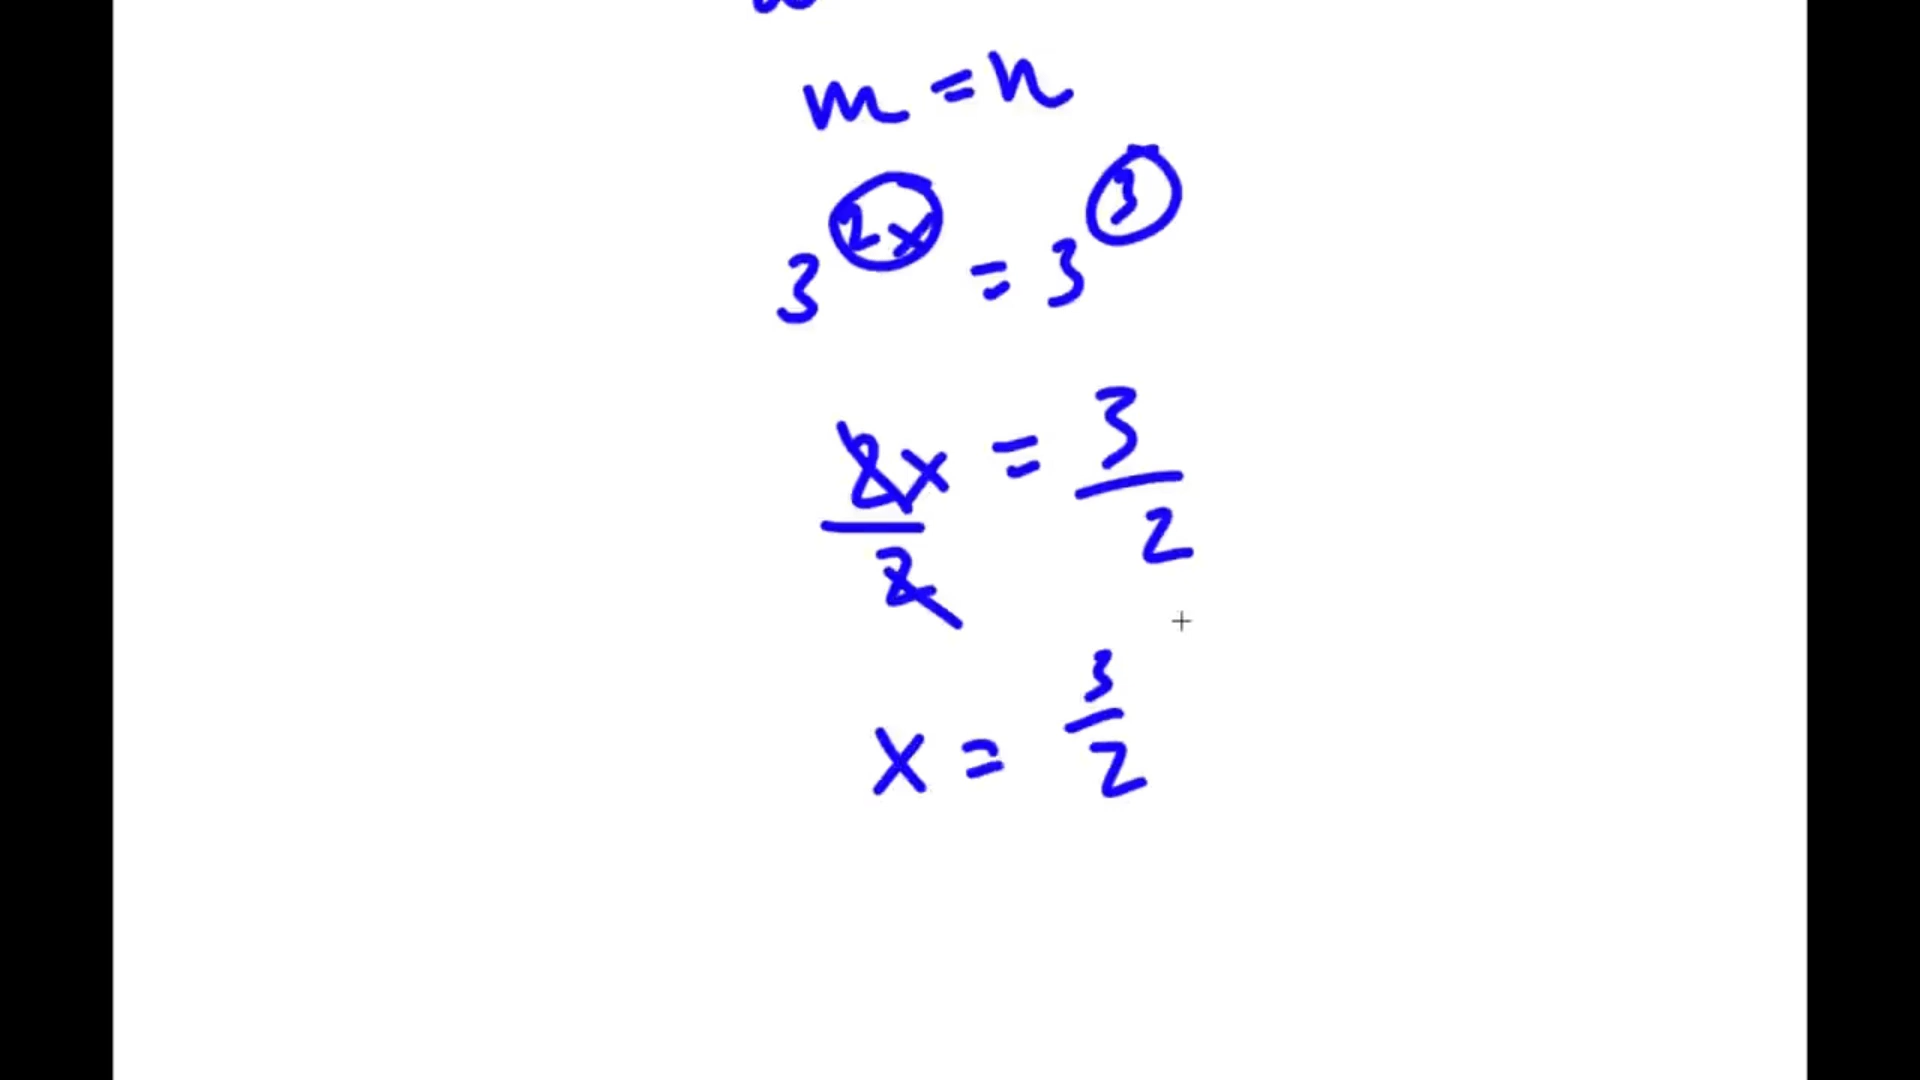 m = n
3^{2x} = 3^{3}
2x/2 = 3/2
x = 3/2